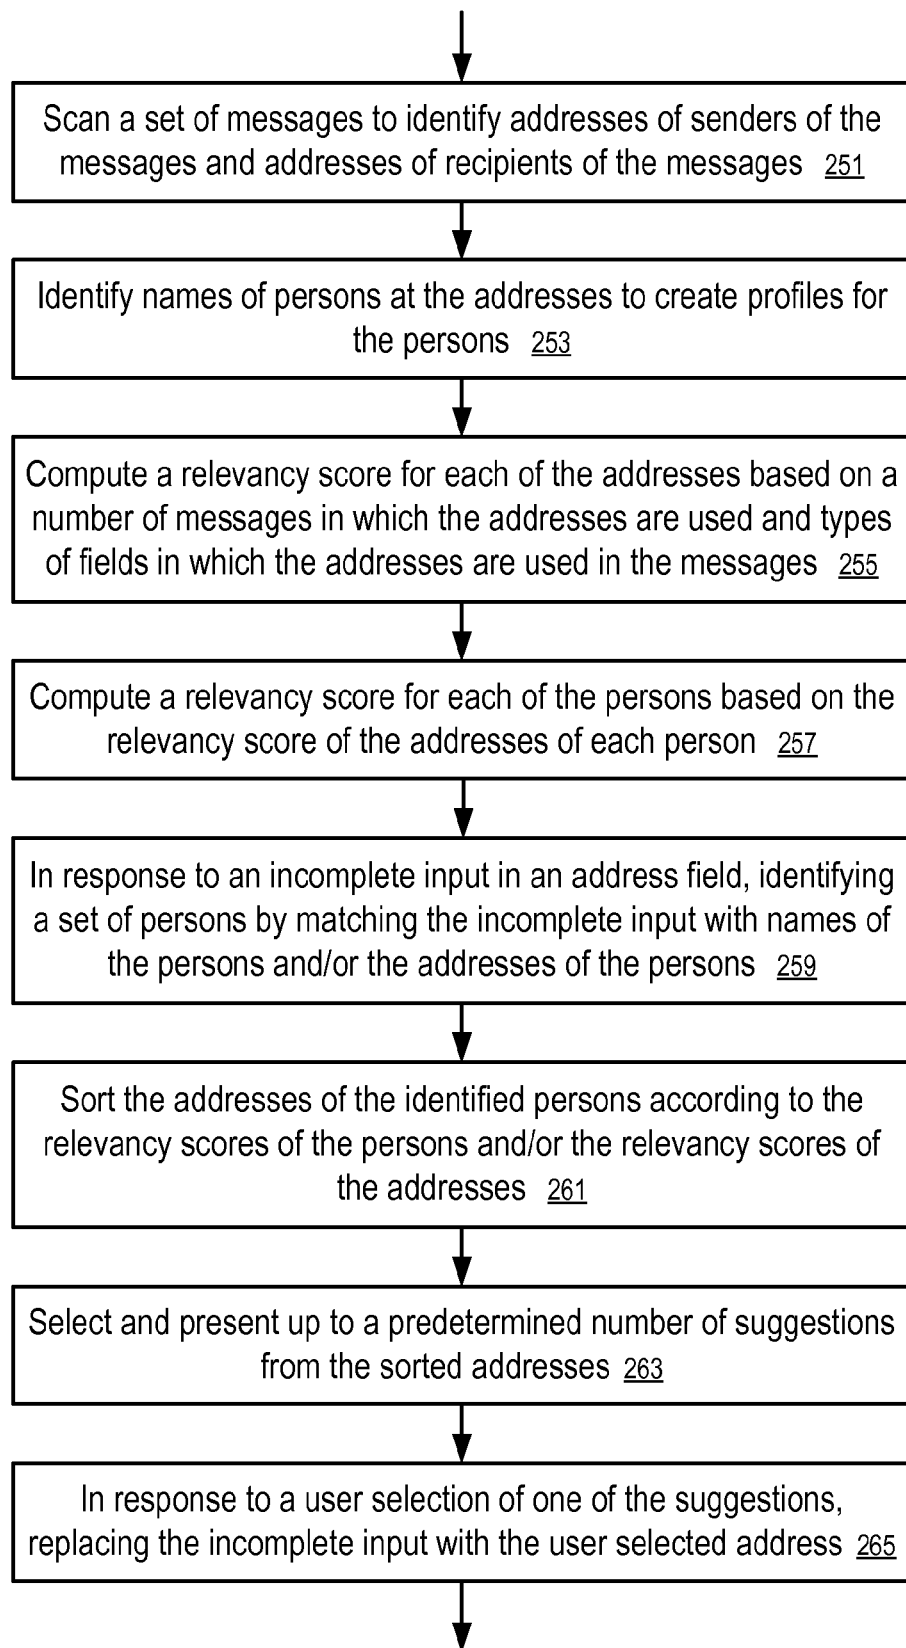 Scan a set of messages to identify addresses of senders of the
messages and addresses of recipients of the messages 251
Identify names of persons at the addresses to create profiles for
the persons 253
Compute a relevancy score for each of the addresses based on a
number of messages in which the addresses are used and types
of fields in which the addresses are used in the messages 255
Compute a relevancy score for each of the persons based on the
relevancy score of the addresses of each person 257
In response to an incomplete input in an address field, identifying
a set of persons by matching the incomplete input with names of
the persons and/or the addresses of the persons 259
Sort the addresses of the identified persons according to the
relevancy scores of the persons and/or the relevancy scores of
the addresses 261
Select and present up to a predetermined number of suggestions
from the sorted addresses 263
In response to a user selection of one of the suggestions,
replacing the incomplete input with the user selected address 265